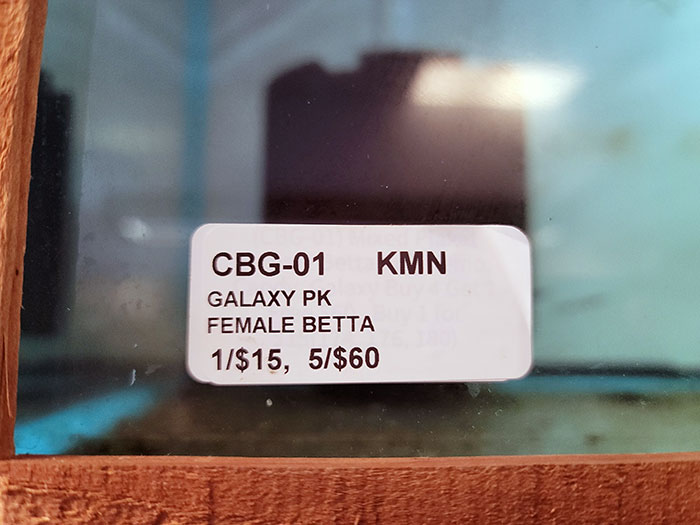 CBG-01 KMN
GALAXY PK
FEMALE BETTA
1/$15, 5/$60